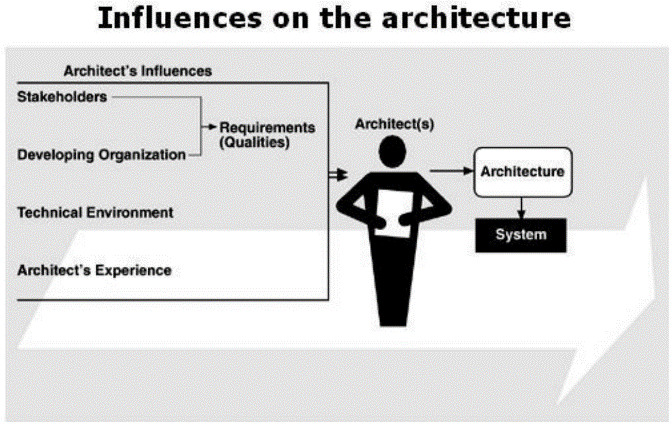 Influences on the architecture
Architect's Influences
Stakeholders
Requirements
(Qualities)
Developing Organization
Technical Environment
Architect's Experience
Architect(s)
Architecture
System